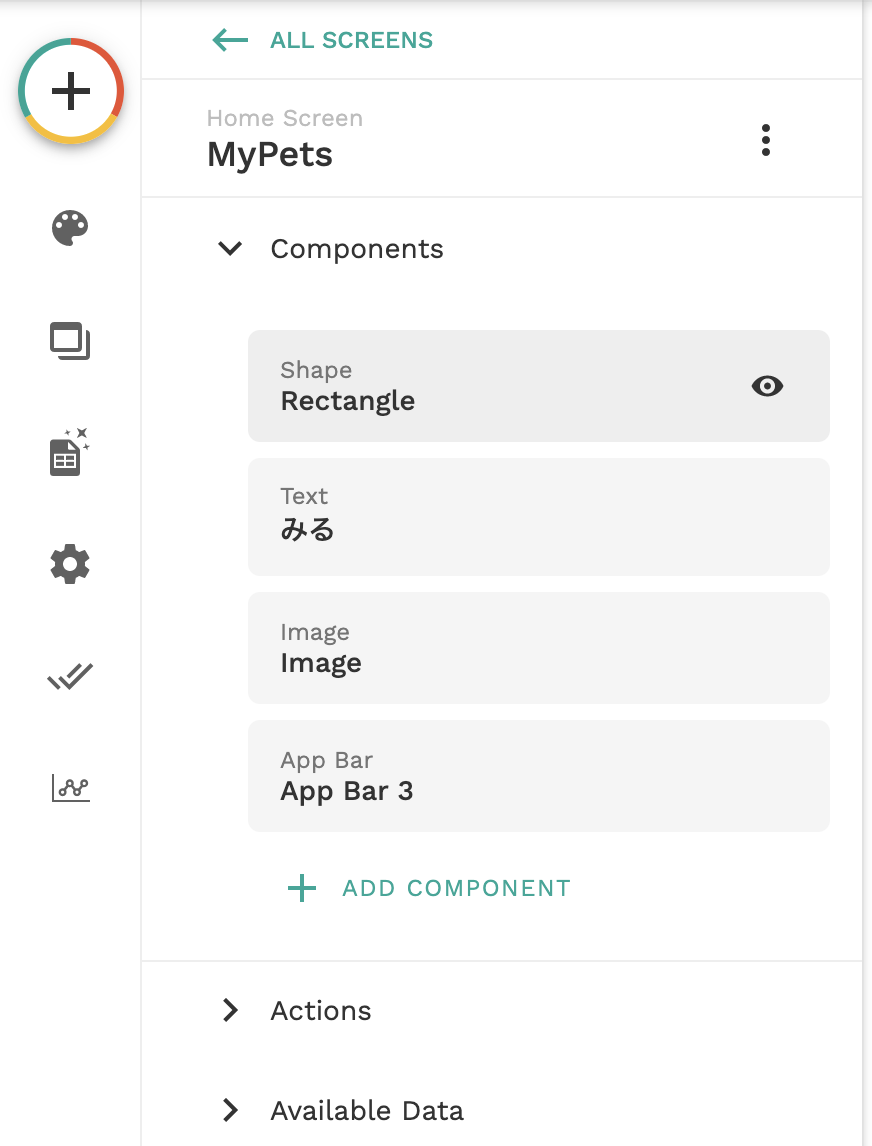 ALL SCREENS
Home Screen
MyPets
Components
Shape
Rectangle
Text
みる
Image
Image
App Bar
App Bar 3
ADD COMPONENT
Actions
Available Data